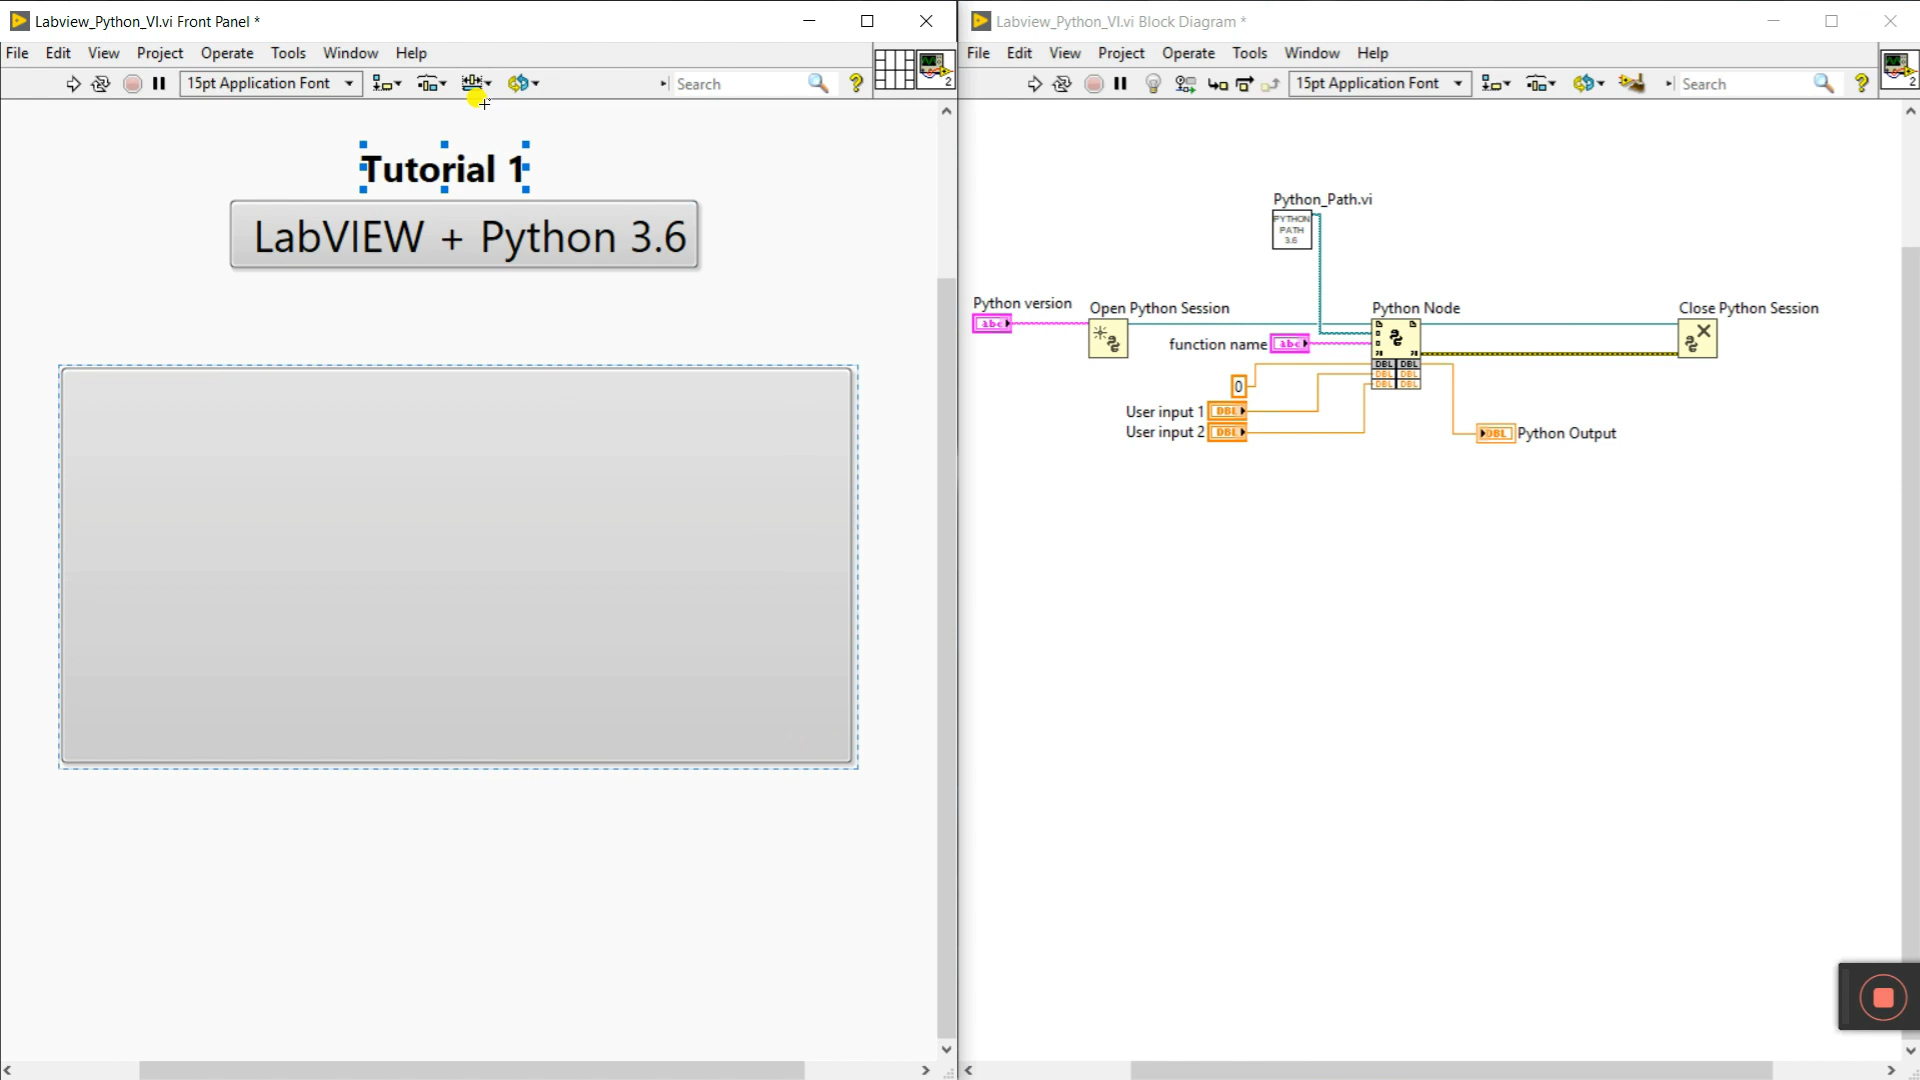 Labview_Python_VI.vi Front Panel *
File Edit View Project Operate Tools Window Help
15pt Application Font
Search
?
2
Tutorial 1
LabVIEW + Python 3.6
Labview_Python_VI.vi Block Diagram *
File Edit View Project Operate Tools Window Help
15pt Application Font
Search
?
2
Python_Path.vi
PYTHON
PATH
3.6
Python version
abc
Open Python Session
Python Node
Close Python Session
function name
abc
DBL DBL
DBL DBL
DBL DBL
0
User input 1
DBL
User input 2
DBL
DBL
Python Output